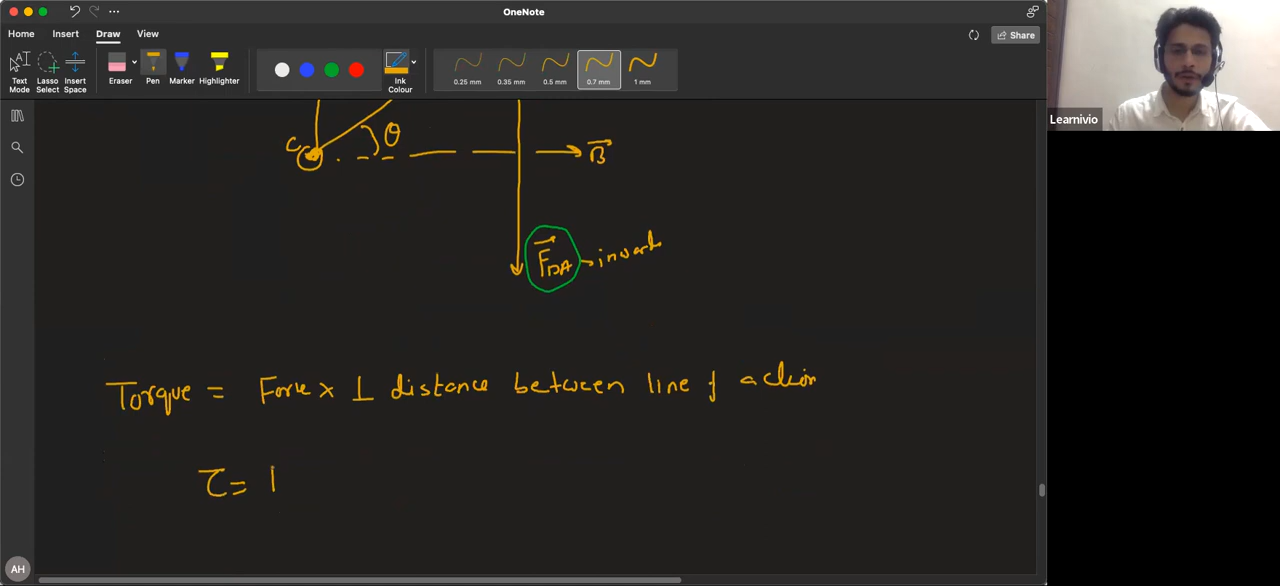 OneNote
Home Insert Draw View
Share
Text Mode
Lasso Select
Insert Space
Eraser
Pen
Marker
Highlighter
Ink Colour
0.25 mm
0.35 mm
0.5 mm
0.7 mm
1 mm
Learnivio
C
θ
B
F_DA
Torque = Force × ⊥ distance between line of action
τ = 
AH